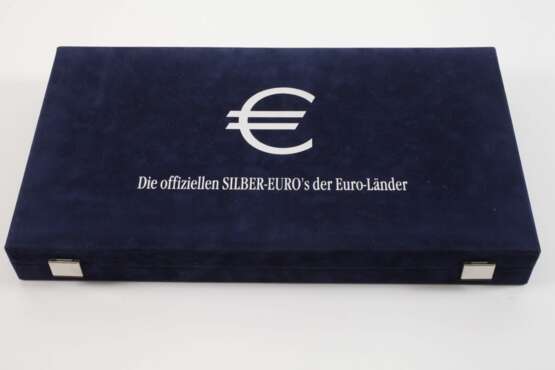 €
Die offiziellen SILBER-EURO's der Euro-Länder